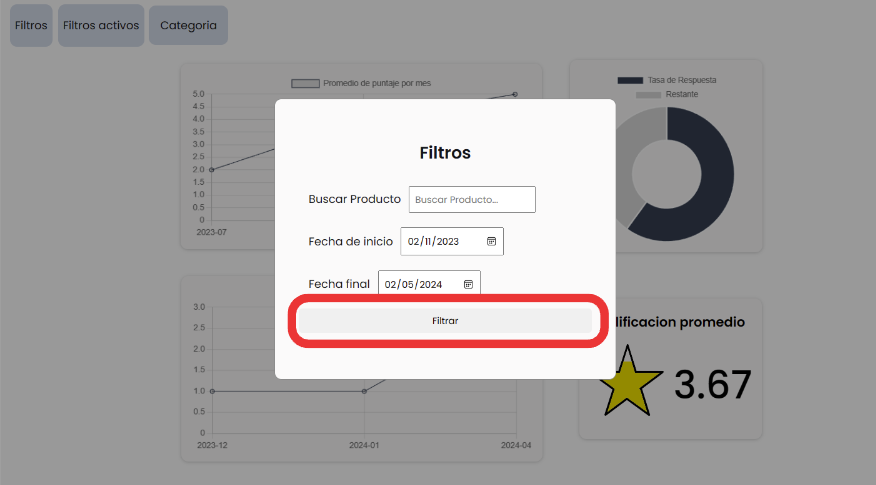 Filtros
Filtros activos
Categoria
Promedio de puntaje por mes
5.0
4.5
4.0
3.5
3.0
2.5
2.0
1.5
1.0
0.5
0
2023-07
Tasa de Respuesta
Restante
Filtros
Buscar Producto
Buscar Producto...
Fecha de inicio
02/11/2023
Fecha final
02/05/2024
Filtrar
3.0
2.5
2.0
1.5
1.0
0.5
0
2023-12
2024-01
2024-04
promedio
3.67